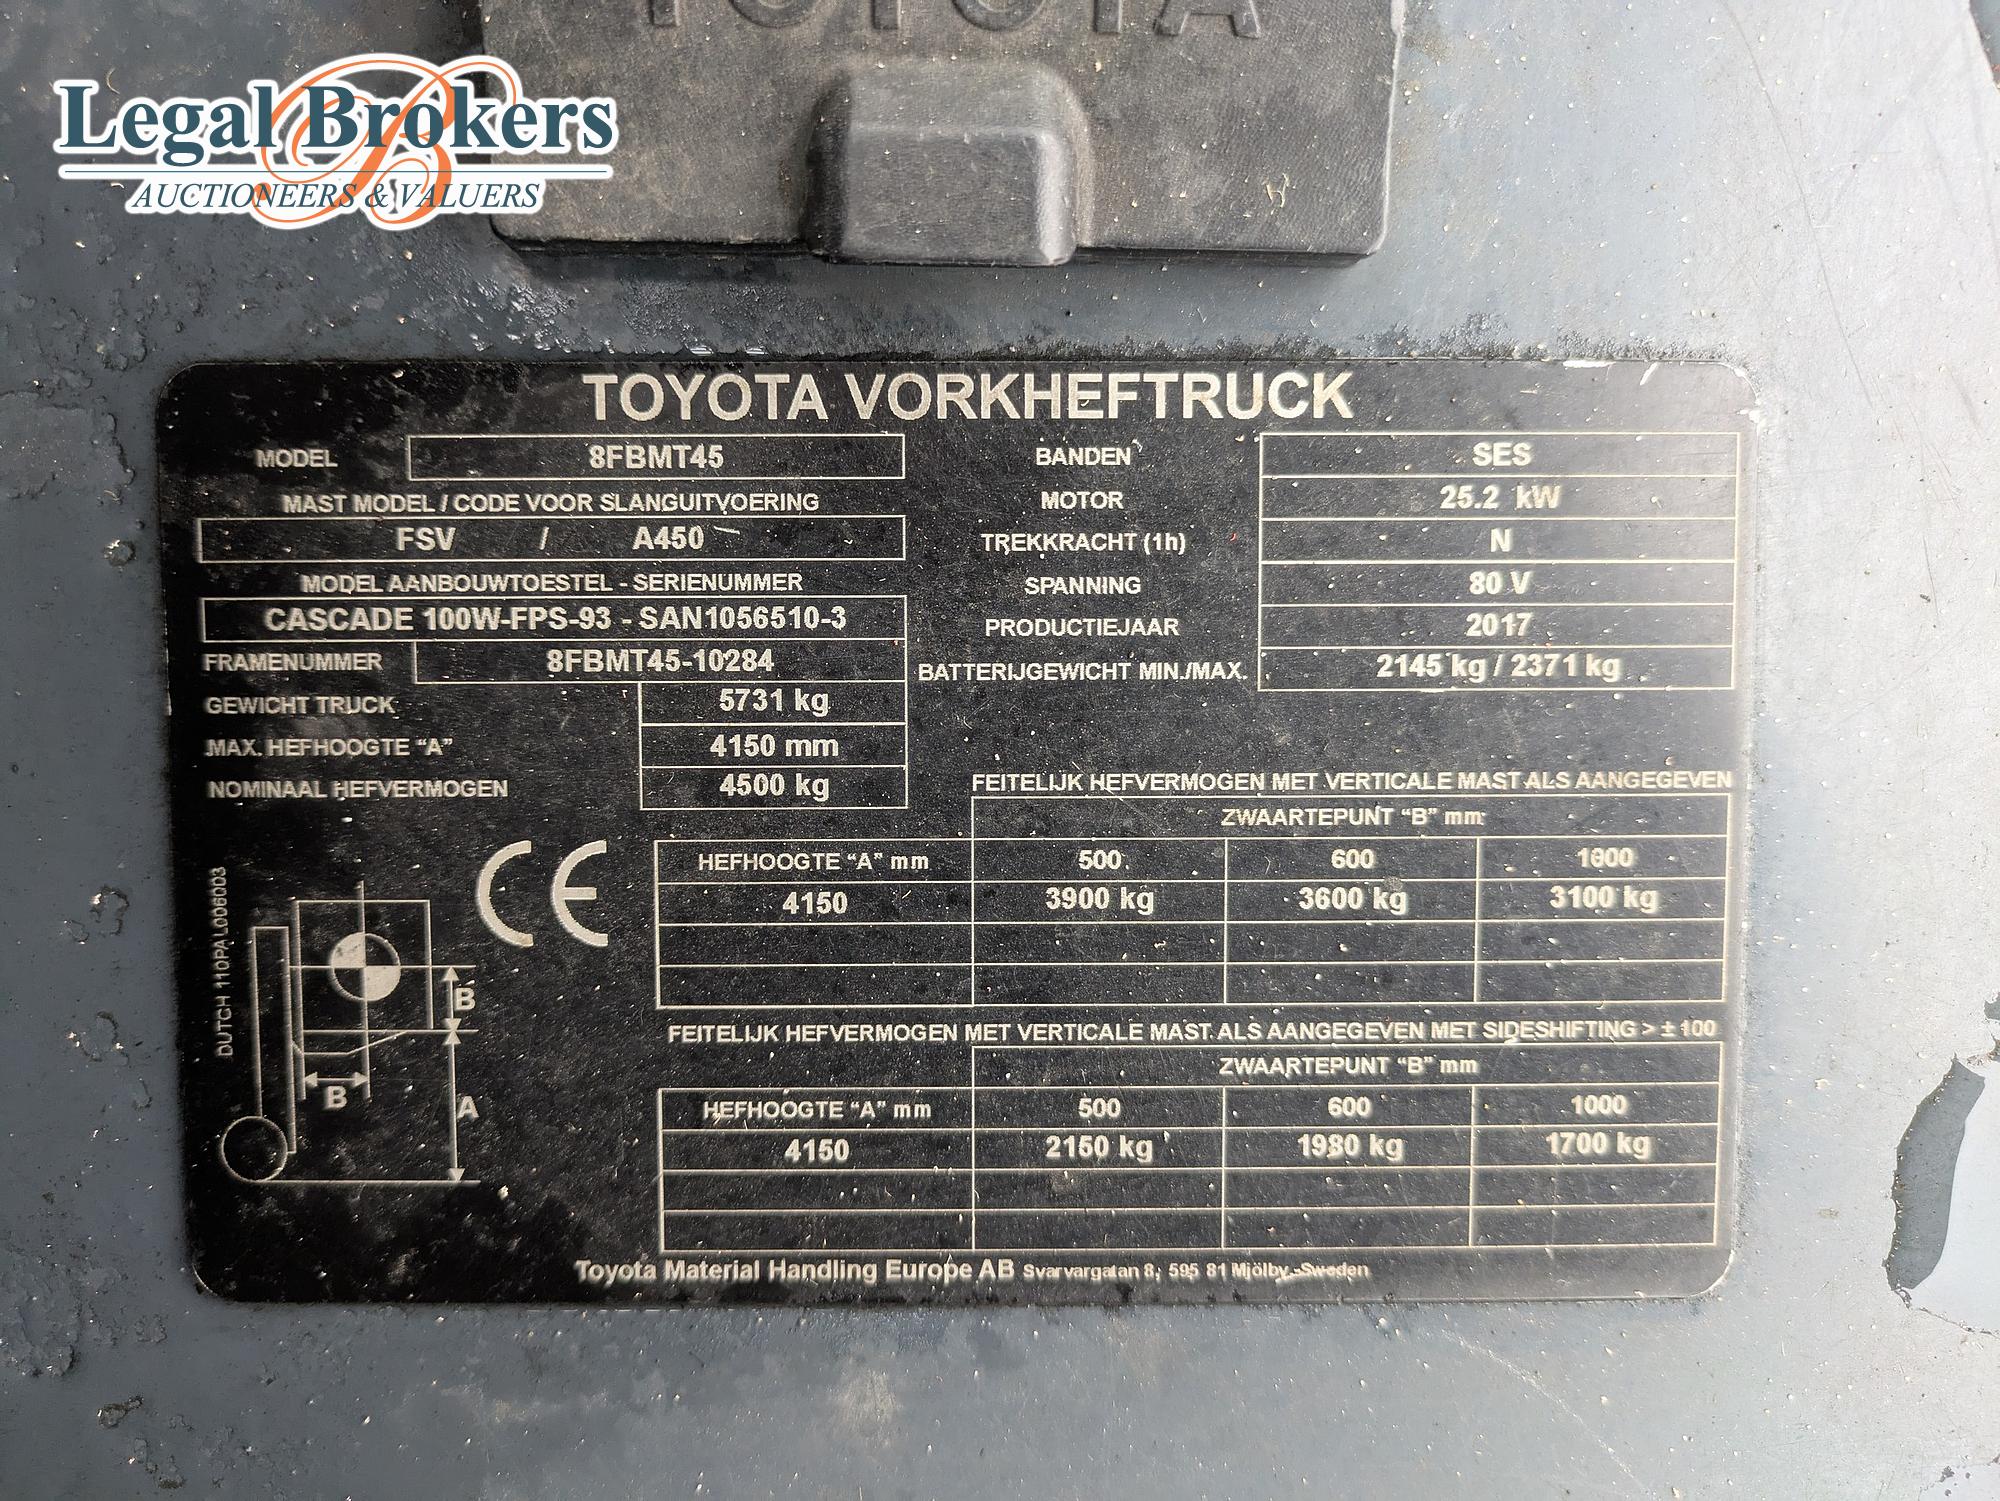 TOYOTA
Legal Brokers
AUCTIONEERS & VALUERS
TOYOTA VORKHEFTRUCK
MODEL 8FBMT45
MAST MODEL / CODE VOOR SLANGUITVOERING
FSV / A450
MODEL AANBOUWTOESTEL - SERIENUMMER
CASCADE 100W-FPS-93 - SAN1056510-3
FRAMENUMMER 8FBMT45-10284
GEWICHT TRUCK 5731 kg
MAX. HEFHOOGTE "A" 4150 mm
NOMINAAL HEFVERMOGEN 4500 kg
BANDEN SES
MOTOR 25.2 kW
TREKKRACHT (1h) N
SPANNING 80 V
PRODUCTIEJAAR 2017
BATTERIJGEWICHT MIN./MAX. 2145 kg / 2371 kg
FEITELIJK HEFVERMOGEN MET VERTICALE MAST ALS AANGEGEVEN
ZWAARTEPUNT "B" mm
HEFHOOGTE "A" mm 500 600 1000
4150 3900 kg 3600 kg 3100 kg
FEITELIJK HEFVERMOGEN MET VERTICALE MAST ALS AANGEGEVEN MET SIDESHIFTING > ± 100
ZWAARTEPUNT "B" mm
HEFHOOGTE "A" mm 500 600 1000
4150 2150 kg 1980 kg 1700 kg
DUTCH 110PAL006003
CE
B
B
A
Toyota Material Handling Europe AB Svarvargatan 8, 595 81 Mjölby -Sweden